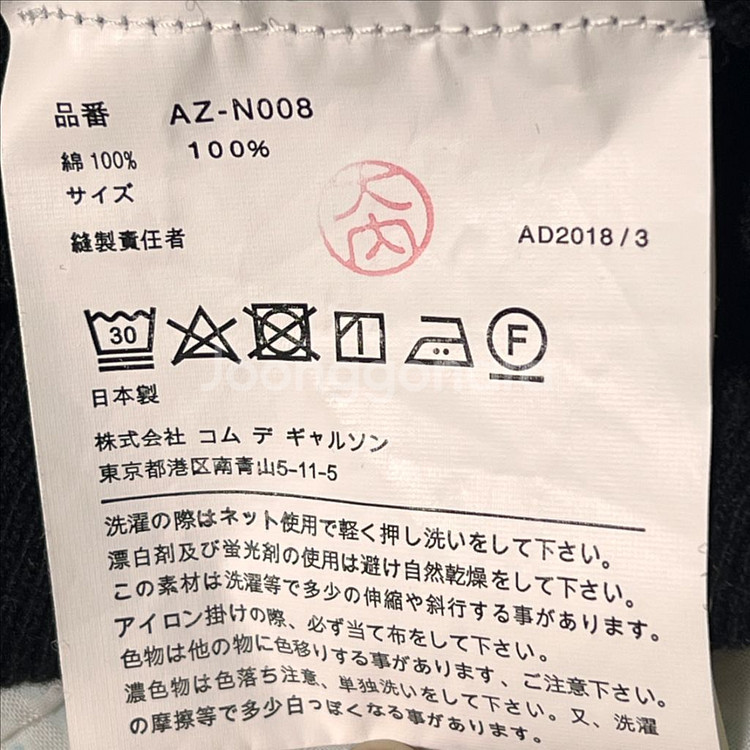 品番 AZ-N008
綿 100% 100%
サイズ
縫製責任者 大内 AD2018/3
30 F
日本製
株式会社 コム デ ギャルソン
東京都港区南青山5-11-5
洗濯の際はネット使用で軽く押し洗いをして下さい。
漂白剤及び蛍光剤の使用は避け自然乾燥をして下さい。
この素材は洗濯等で多少の伸縮や斜行する事があります。
アイロン掛けの際、必ず当て布をして下さい。
色物は他の物に色移りする事があります、ご注意下さい。
濃色物は色落ち注意、単独洗いをして下さい。又、洗濯
の摩擦等で多少白っぽくなる事があります。